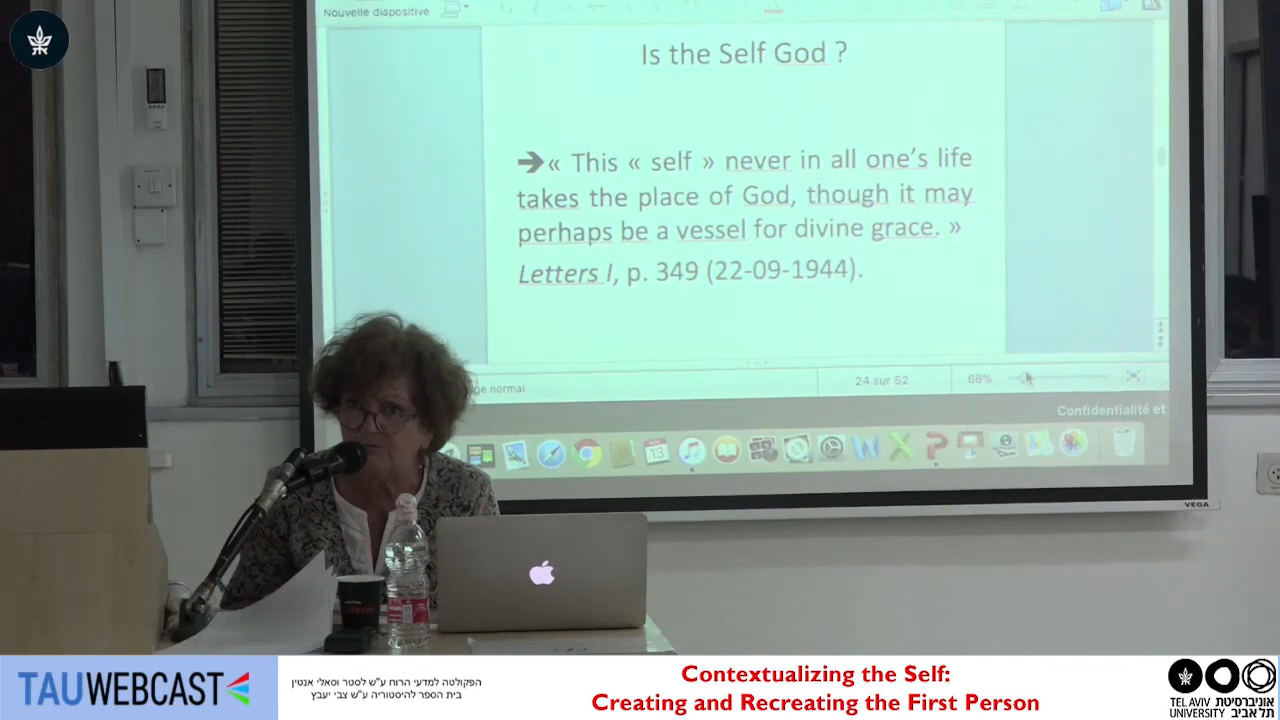 Nouvelle diapositive
Is the Self God ?
➔« This « self » never in all one's life
takes the place of God, though it may
perhaps be a vessel for divine grace. »
Letters I, p. 349 (22-09-1944).
normal
24 sur 52
68%
Confidentialité et
13
VEGA
TAUWEBCAST
הפקולטה למדעי הרוח ע"ש לסטר וסאלי אנטין
בית הספר להיסטוריה ע"ש צבי יעבץ
Contextualizing the Self:
Creating and Recreating the First Person
TEL AVIV UNIVERSITY
אוניברסיטת תל אביב